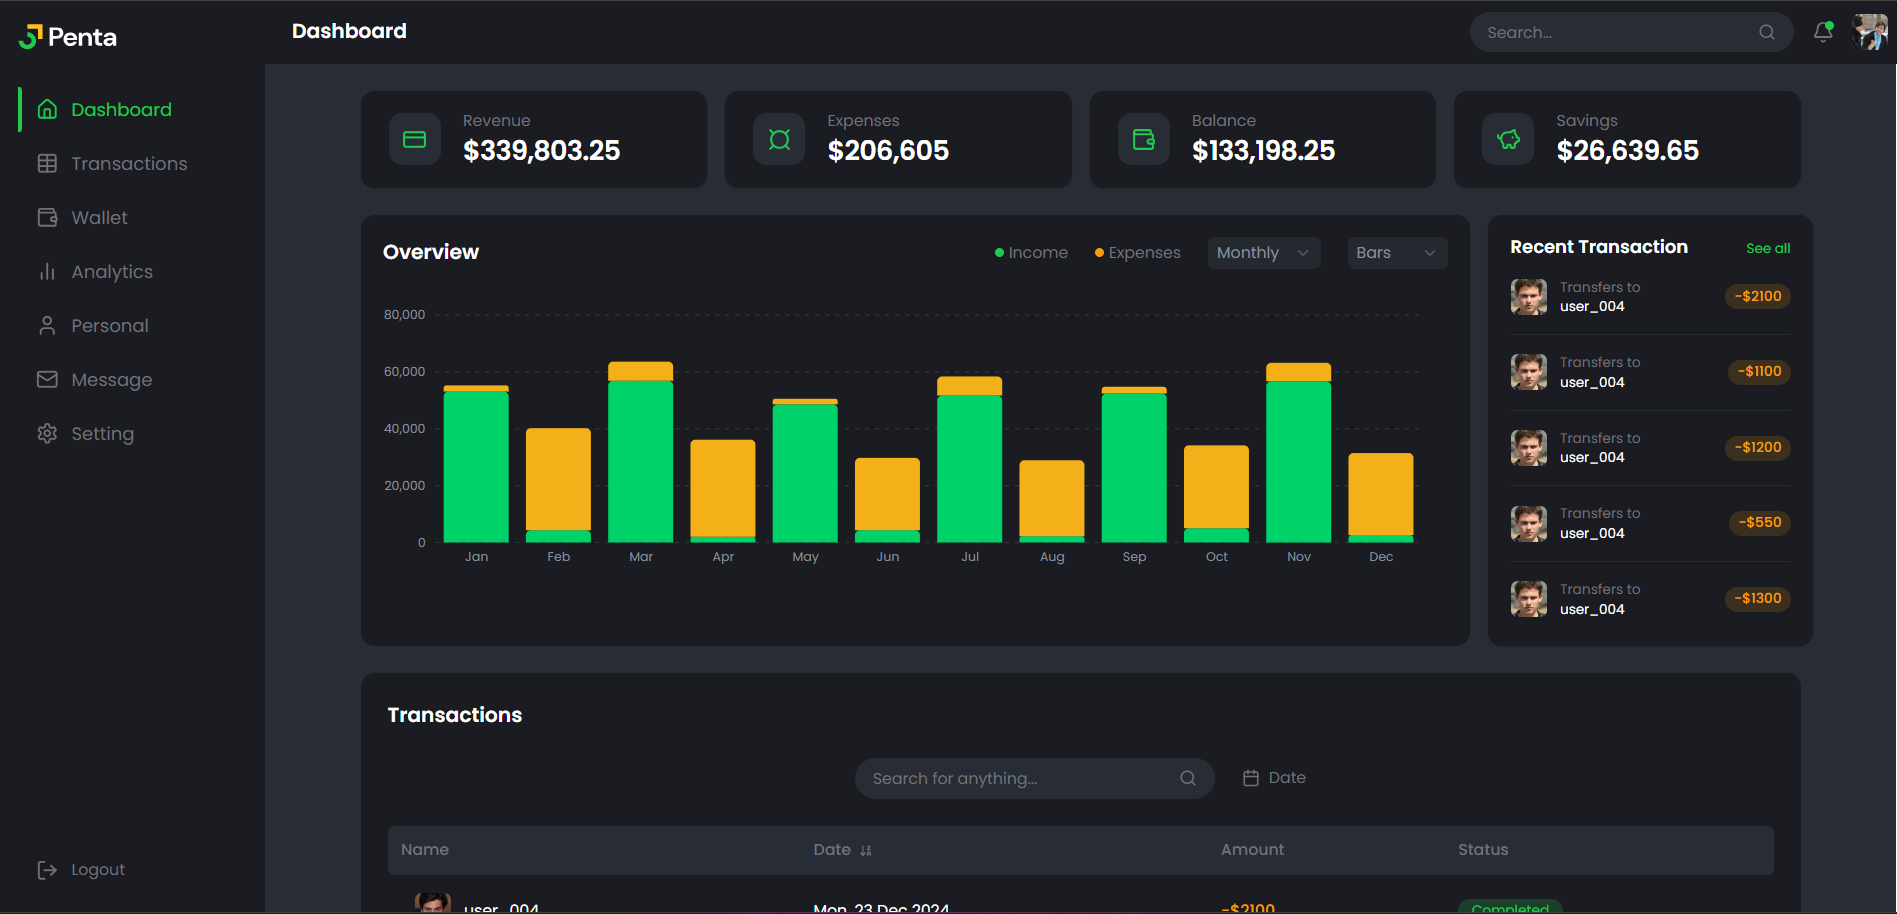 Penta
Dashboard
Search...
Dashboard
Transactions
Wallet
Analytics
Personal
Message
Setting
Logout
Revenue
$339,803.25
Expenses
$206,605
Balance
$133,198.25
Savings
$26,639.65
Overview
Income
Expenses
Monthly
Bars
80,000
60,000
40,000
20,000
0
Jan Feb Mar Apr May Jun Jul Aug Sep Oct Nov Dec
Recent Transaction
See all
Transfers to
user_004
-$2100
Transfers to
user_004
-$1100
Transfers to
user_004
-$1200
Transfers to
user_004
-$550
Transfers to
user_004
-$1300
Transactions
Search for anything...
Date
Name Date Amount Status
user_004 Mon, 23 Dec 2024 -$2100 Completed